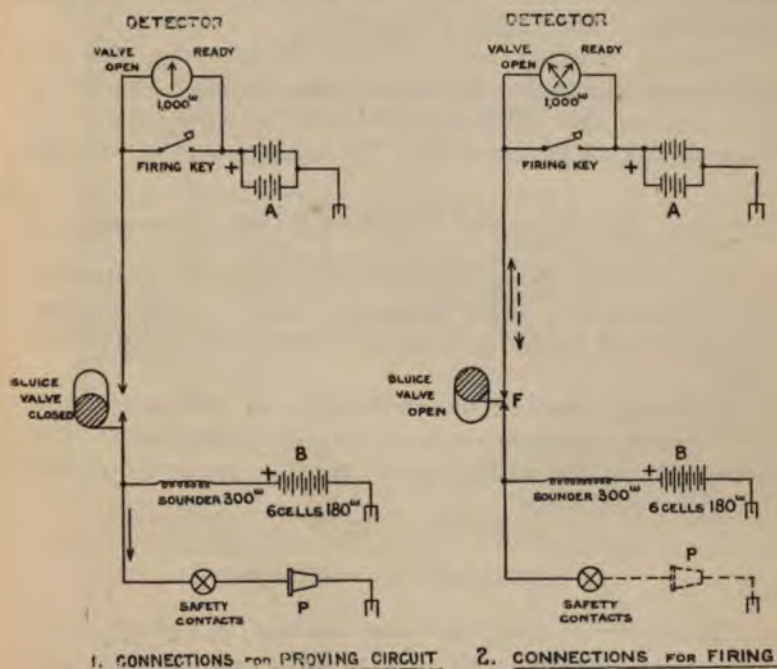 DETECTOR
VALVE OPEN
READY
1,000ω
FIRING KEY
+
A
SLUICE
VALVE
CLOSED
B
+
SOUNDER 300ω
6 CELLS 180ω
SAFETY
CONTACTS
P
1. CONNECTIONS FOR PROVING CIRCUIT
DETECTOR
VALVE
OPEN
READY
1,000ω
FIRING KEY
+
A
SLUICE
VALVE
OPEN
F
B
+
SOUNDER 300ω
6 CELLS 180ω
P
SAFETY
CONTACTS
2. CONNECTIONS FOR FIRING